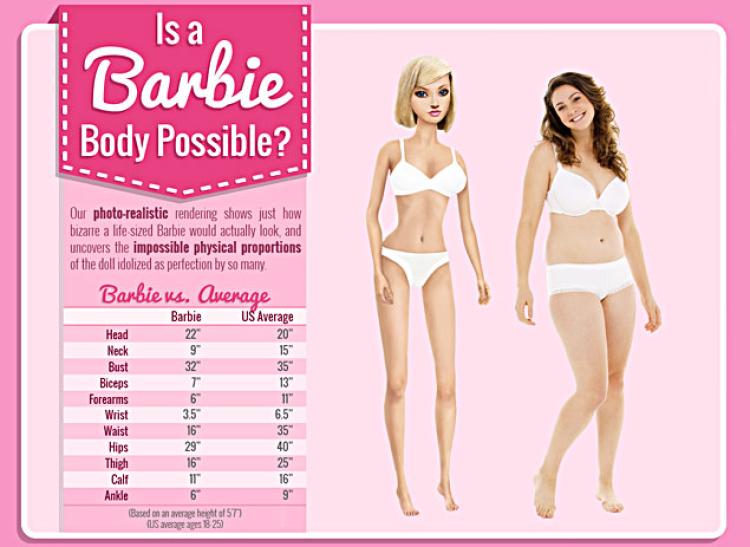 Is a
Barbie
Body Possible?
Our photo-realistic rendering shows just how
bizarre a life-sized Barbie would actually look, and
uncovers the impossible physical proportions
of the doll idolized as perfection by so many.
Barbie vs. Average
Barbie US Average
Head 22" 20"
Neck 9" 15"
Bust 32" 35"
Biceps 7" 13"
Forearms 6" 11"
Wrist 3.5" 6.5"
Waist 16" 35"
Hips 29" 40"
Thigh 16" 25"
Calf 11" 16"
Ankle 6" 9"
(Based on an average height of 5'7")
(US average ages 18-25)